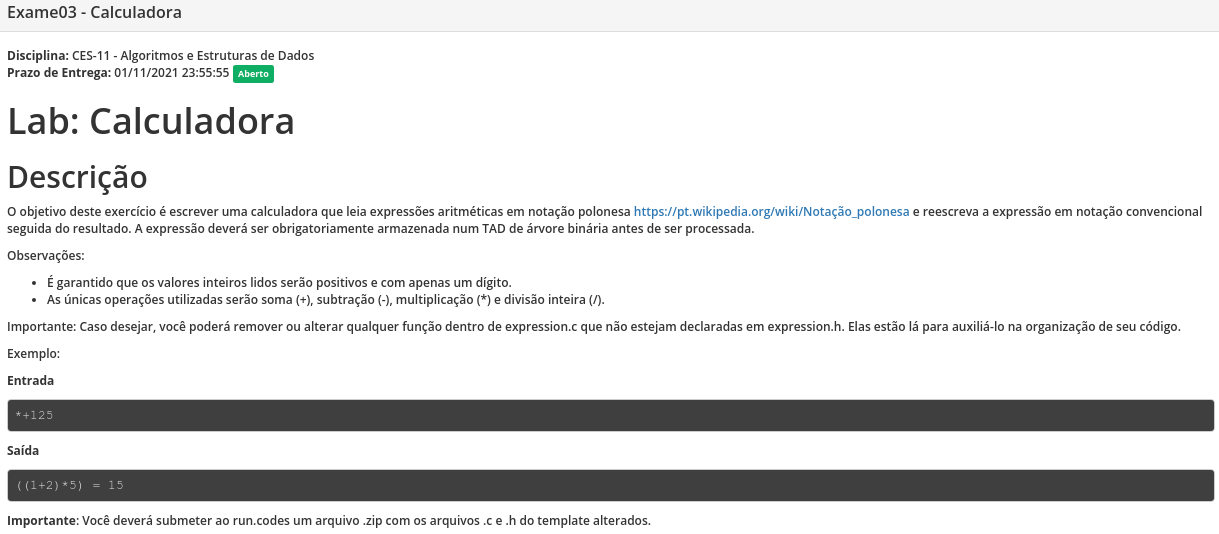 Exame03 - Calculadora
Disciplina: CES-11 - Algoritmos e Estruturas de Dados
Prazo de Entrega: 01/11/2021 23:55:55 Aberto
Lab: Calculadora
Descrição
O objetivo deste exercício é escrever uma calculadora que leia expressões aritméticas em notação polonesa https://pt.wikipedia.org/wiki/Notação_polonesa e reescreva a expressão em notação convencional
seguida do resultado. A expressão deverá ser obrigatoriamente armazenada num TAD de árvore binária antes de ser processada.
Observações:
• É garantido que os valores inteiros lidos serão positivos e com apenas um dígito.
• As únicas operações utilizadas serão soma (+), subtração (-), multiplicação (*) e divisão inteira (/).
Importante: Caso desejar, você poderá remover ou alterar qualquer função dentro de expression.c que não estejam declaradas em expression.h. Elas estão lá para auxiliá-lo na organização de seu código.
Exemplo:
Entrada
*+125
Saída
((1+2)*5) = 15
Importante: Você deverá submeter ao run.codes um arquivo .zip com os arquivos .c e .h do template alterados.